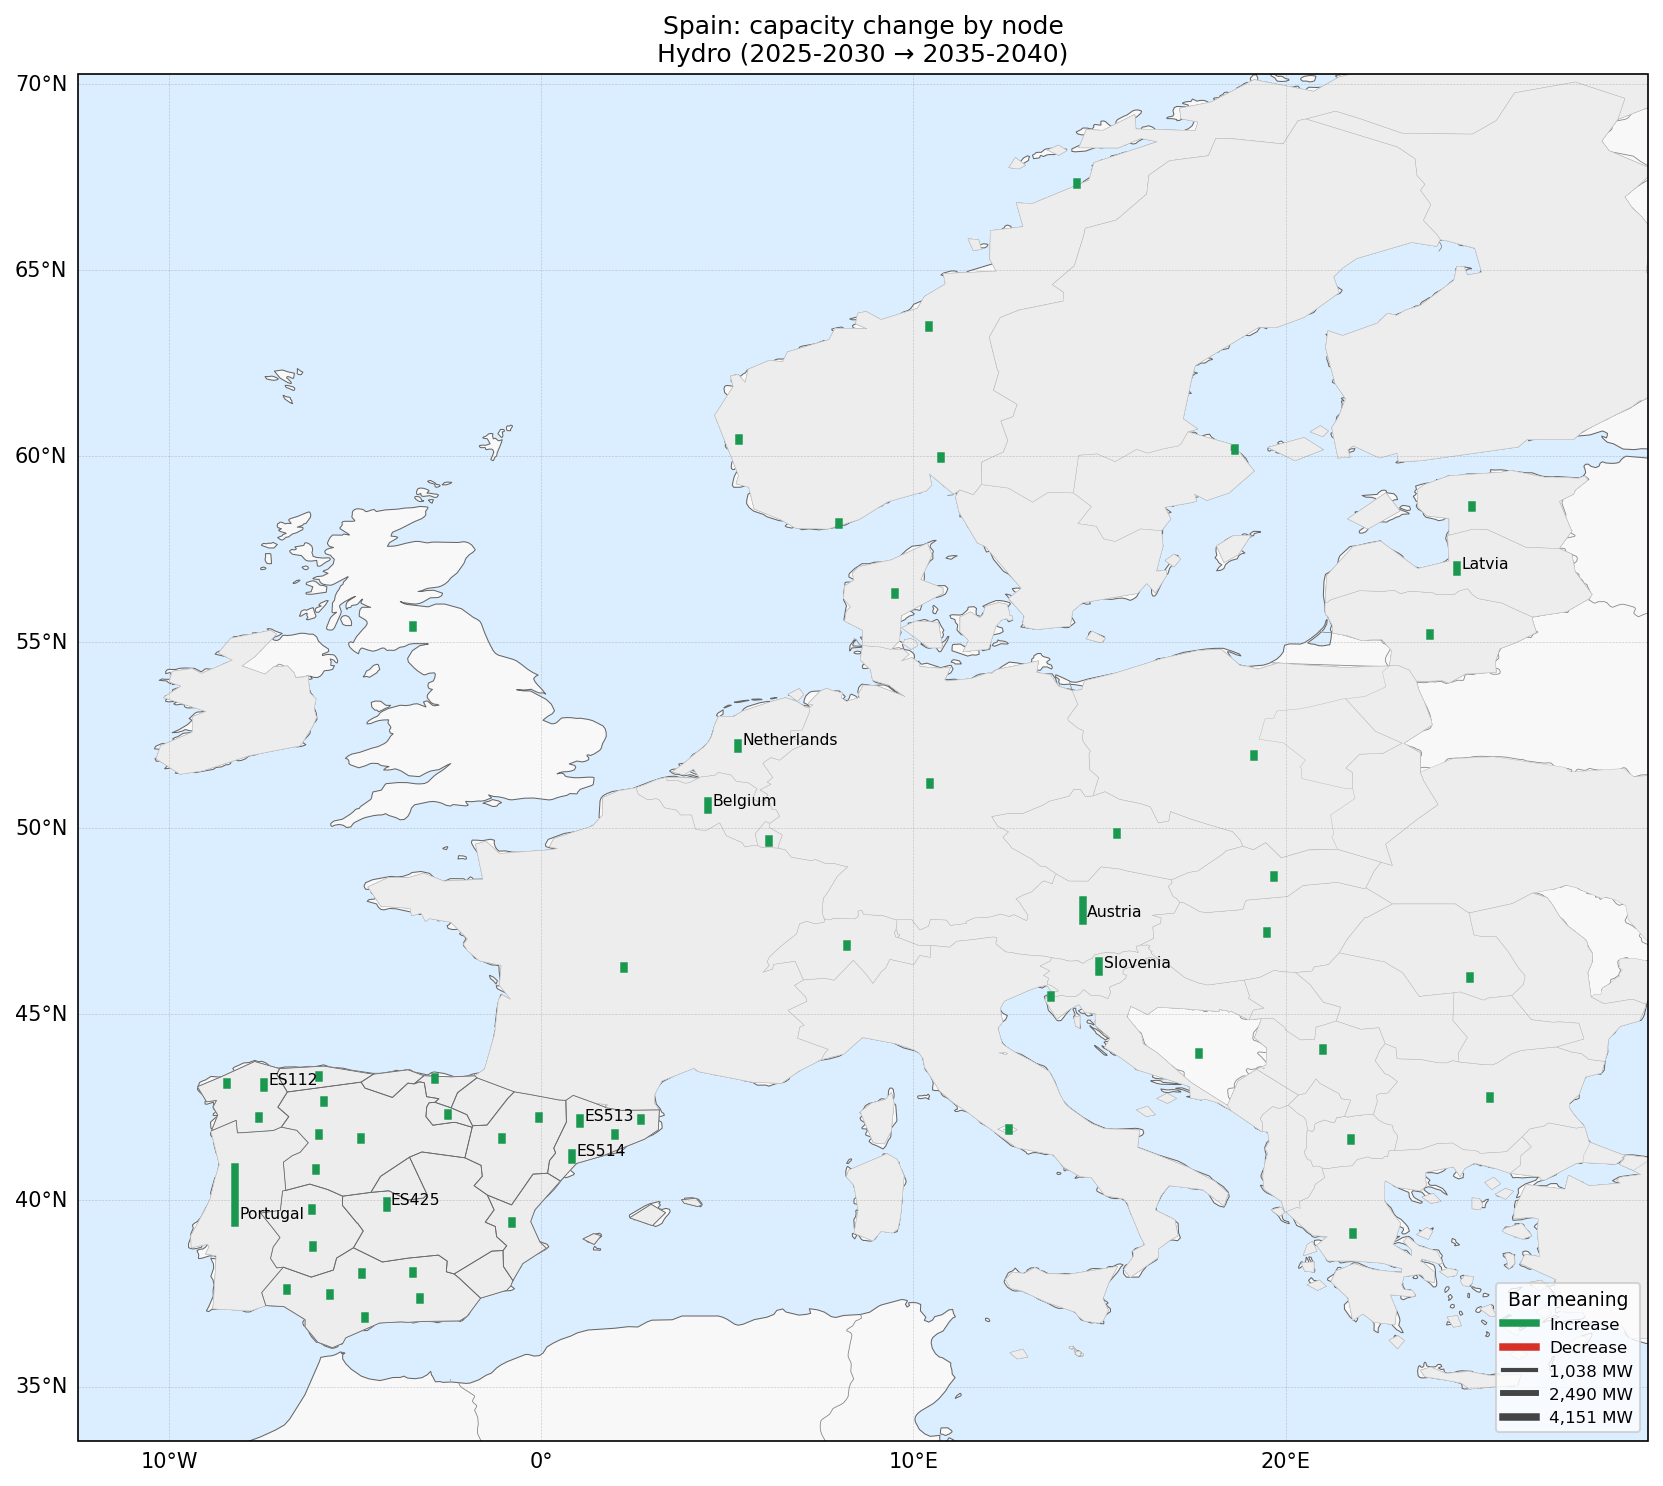 Spain: capacity change by node
Hydro (2025-2030 → 2035-2040)
70°N
65°N
60°N
55°N
50°N
45°N
40°N
35°N
10°W
0°
10°E
20°E
Latvia
Netherlands
Belgium
Austria
Slovenia
ES112
ES513
ES514
ES425
Portugal
Bar meaning
Increase
Decrease
1,038 MW
2,490 MW
4,151 MW